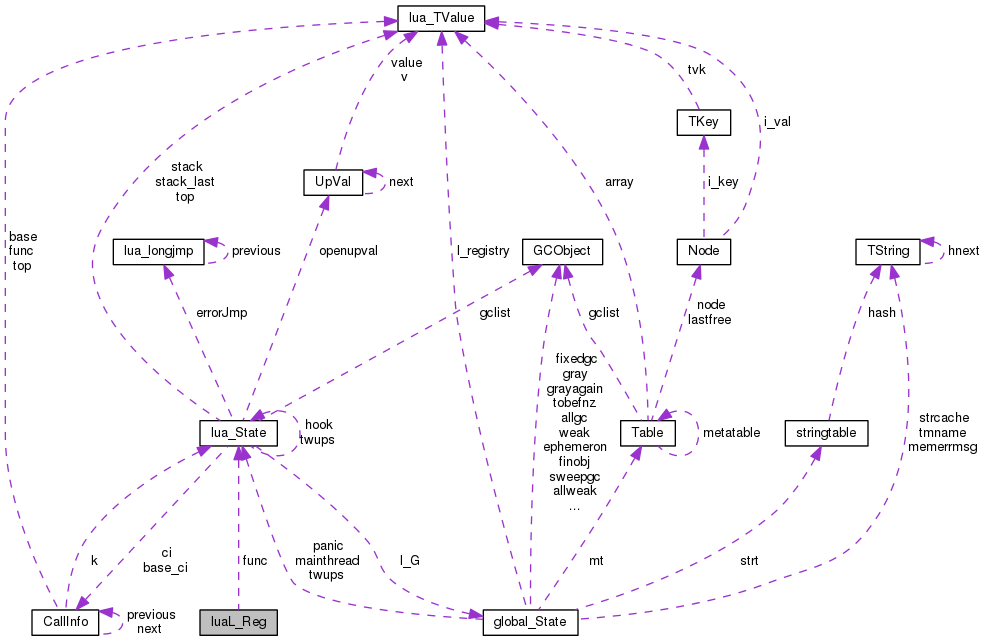 lua_TValue
value
v
tvk
TKey
i_val
stack
stack_last
top
UpVal
next
array
i_key
base
func
top
lua_longjmp
previous
openupval
l_registry
GCObject
Node
TString
hnext
errorJmp
gclist
gclist
node
lastfree
hash
fixedgc
gray
grayagain
tobefnz
allgc
weak
ephemeron
finobj
sweepgc
allweak
...
lua_State
hook
twups
Table
metatable
stringtable
strcache
tmname
memerrmsg
k
ci
base_ci
func
panic
mainthread
twups
l_G
mt
strt
CallInfo
previous
next
luaL_Reg
global_State